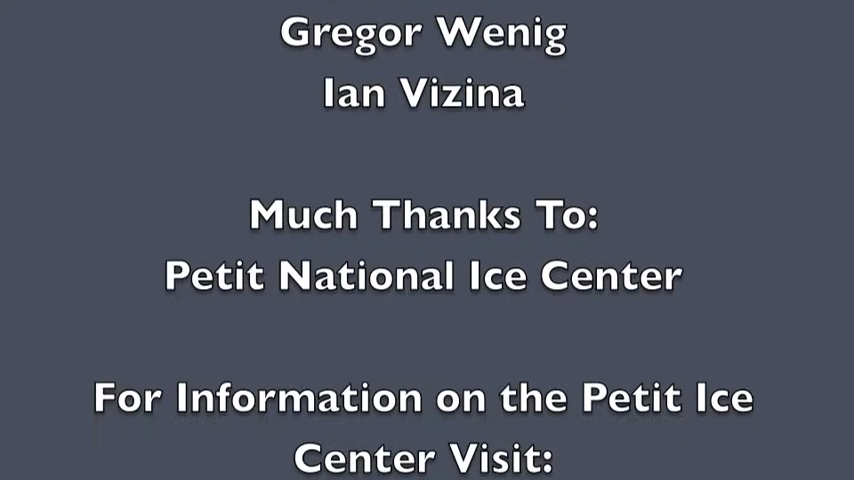 Gregor Wenig
Ian Vizina
Much Thanks To:
Petit National Ice Center
For Information on the Petit Ice
Center Visit: